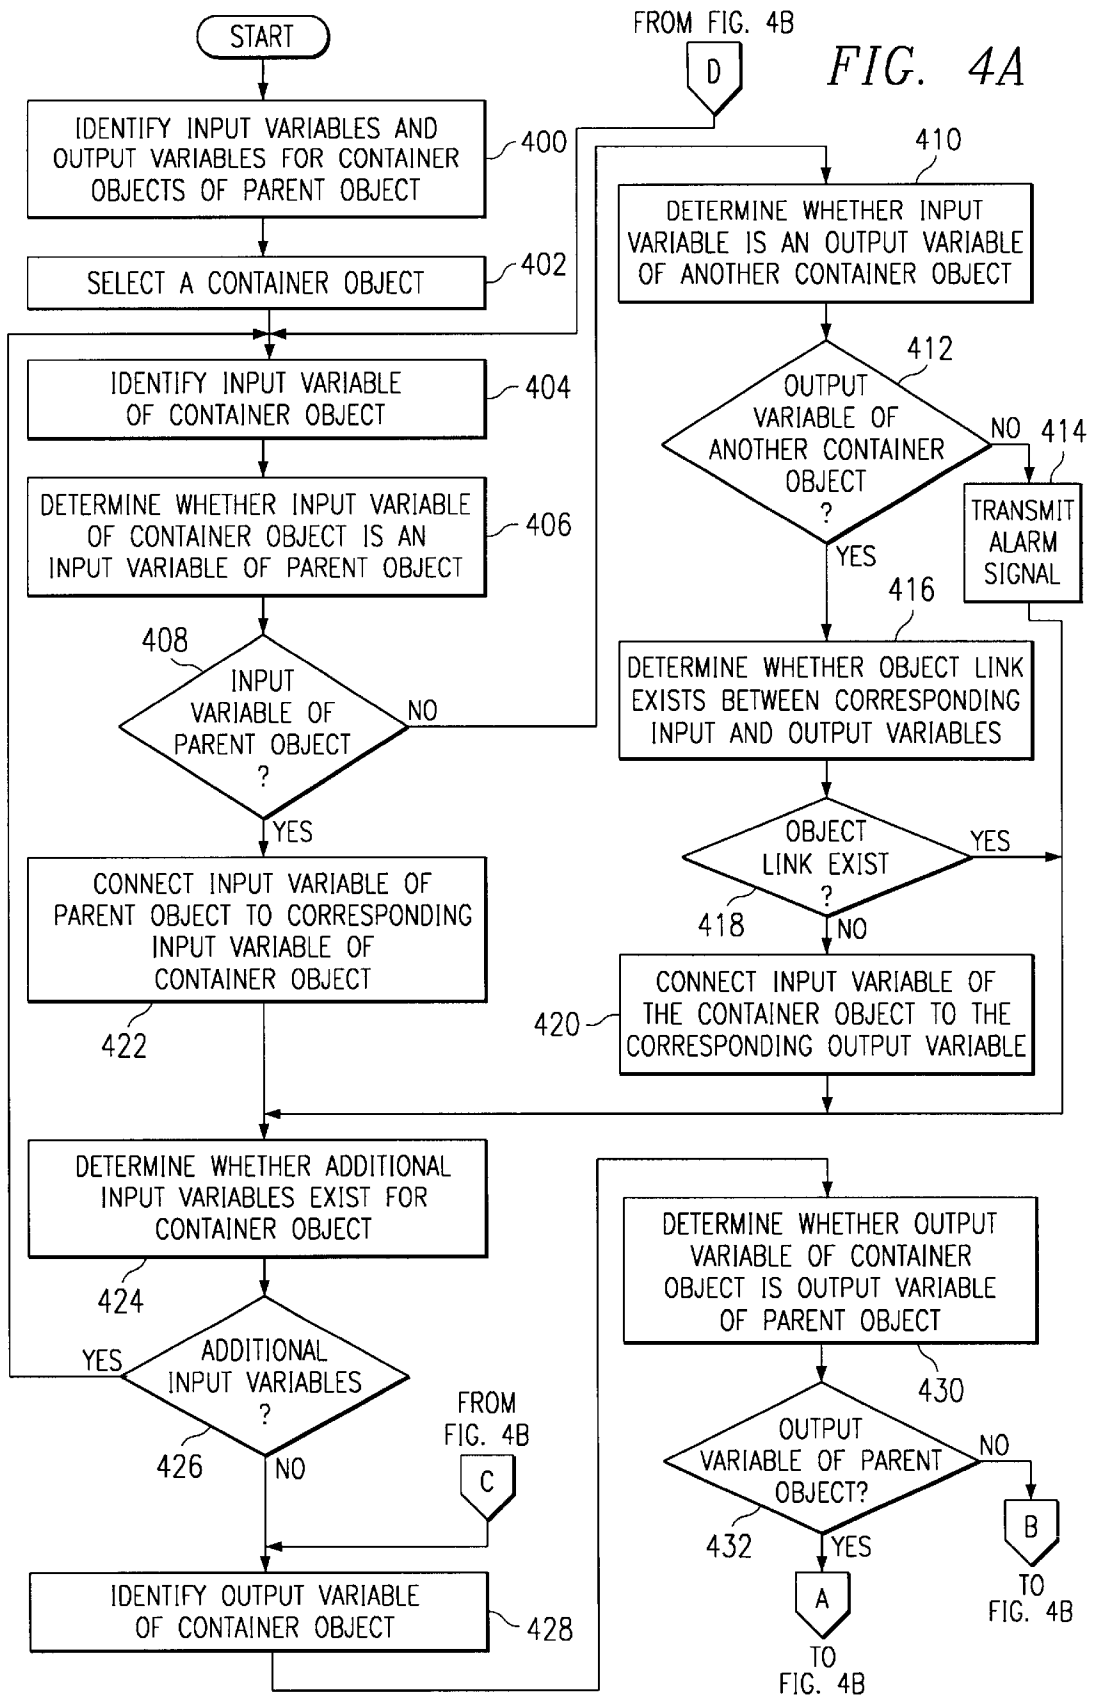 START
IDENTIFY INPUT VARIABLES AND
OUTPUT VARIABLES FOR CONTAINER
OBJECTS OF PARENT OBJECT
400
SELECT A CONTAINER OBJECT
402
IDENTIFY INPUT VARIABLE
OF CONTAINER OBJECT
404
DETERMINE WHETHER INPUT VARIABLE
OF CONTAINER OBJECT IS AN
INPUT VARIABLE OF PARENT OBJECT
406
408
INPUT
VARIABLE OF
PARENT OBJECT
?
NO
YES
CONNECT INPUT VARIABLE OF
PARENT OBJECT TO CORRESPONDING
INPUT VARIABLE OF
CONTAINER OBJECT
422
DETERMINE WHETHER ADDITIONAL
INPUT VARIABLES EXIST FOR
CONTAINER OBJECT
424
YES
ADDITIONAL
INPUT VARIABLES
?
426
NO
FROM
FIG. 4B
C
IDENTIFY OUTPUT VARIABLE
OF CONTAINER OBJECT
428
FROM FIG. 4B
D
FIG. 4A
410
DETERMINE WHETHER INPUT
VARIABLE IS AN OUTPUT VARIABLE
OF ANOTHER CONTAINER OBJECT
412
OUTPUT
VARIABLE OF
ANOTHER CONTAINER
OBJECT
?
NO
414
TRANSMIT
ALARM
SIGNAL
YES
416
DETERMINE WHETHER OBJECT LINK
EXISTS BETWEEN CORRESPONDING
INPUT AND OUTPUT VARIABLES
OBJECT
LINK EXIST
?
YES
418
NO
CONNECT INPUT VARIABLE OF
THE CONTAINER OBJECT TO THE
CORRESPONDING OUTPUT VARIABLE
420
DETERMINE WHETHER OUTPUT
VARIABLE OF CONTAINER
OBJECT IS OUTPUT VARIABLE
OF PARENT OBJECT
430
OUTPUT
VARIABLE OF PARENT
OBJECT?
NO
432
YES
B
TO
FIG. 4B
A
TO
FIG. 4B